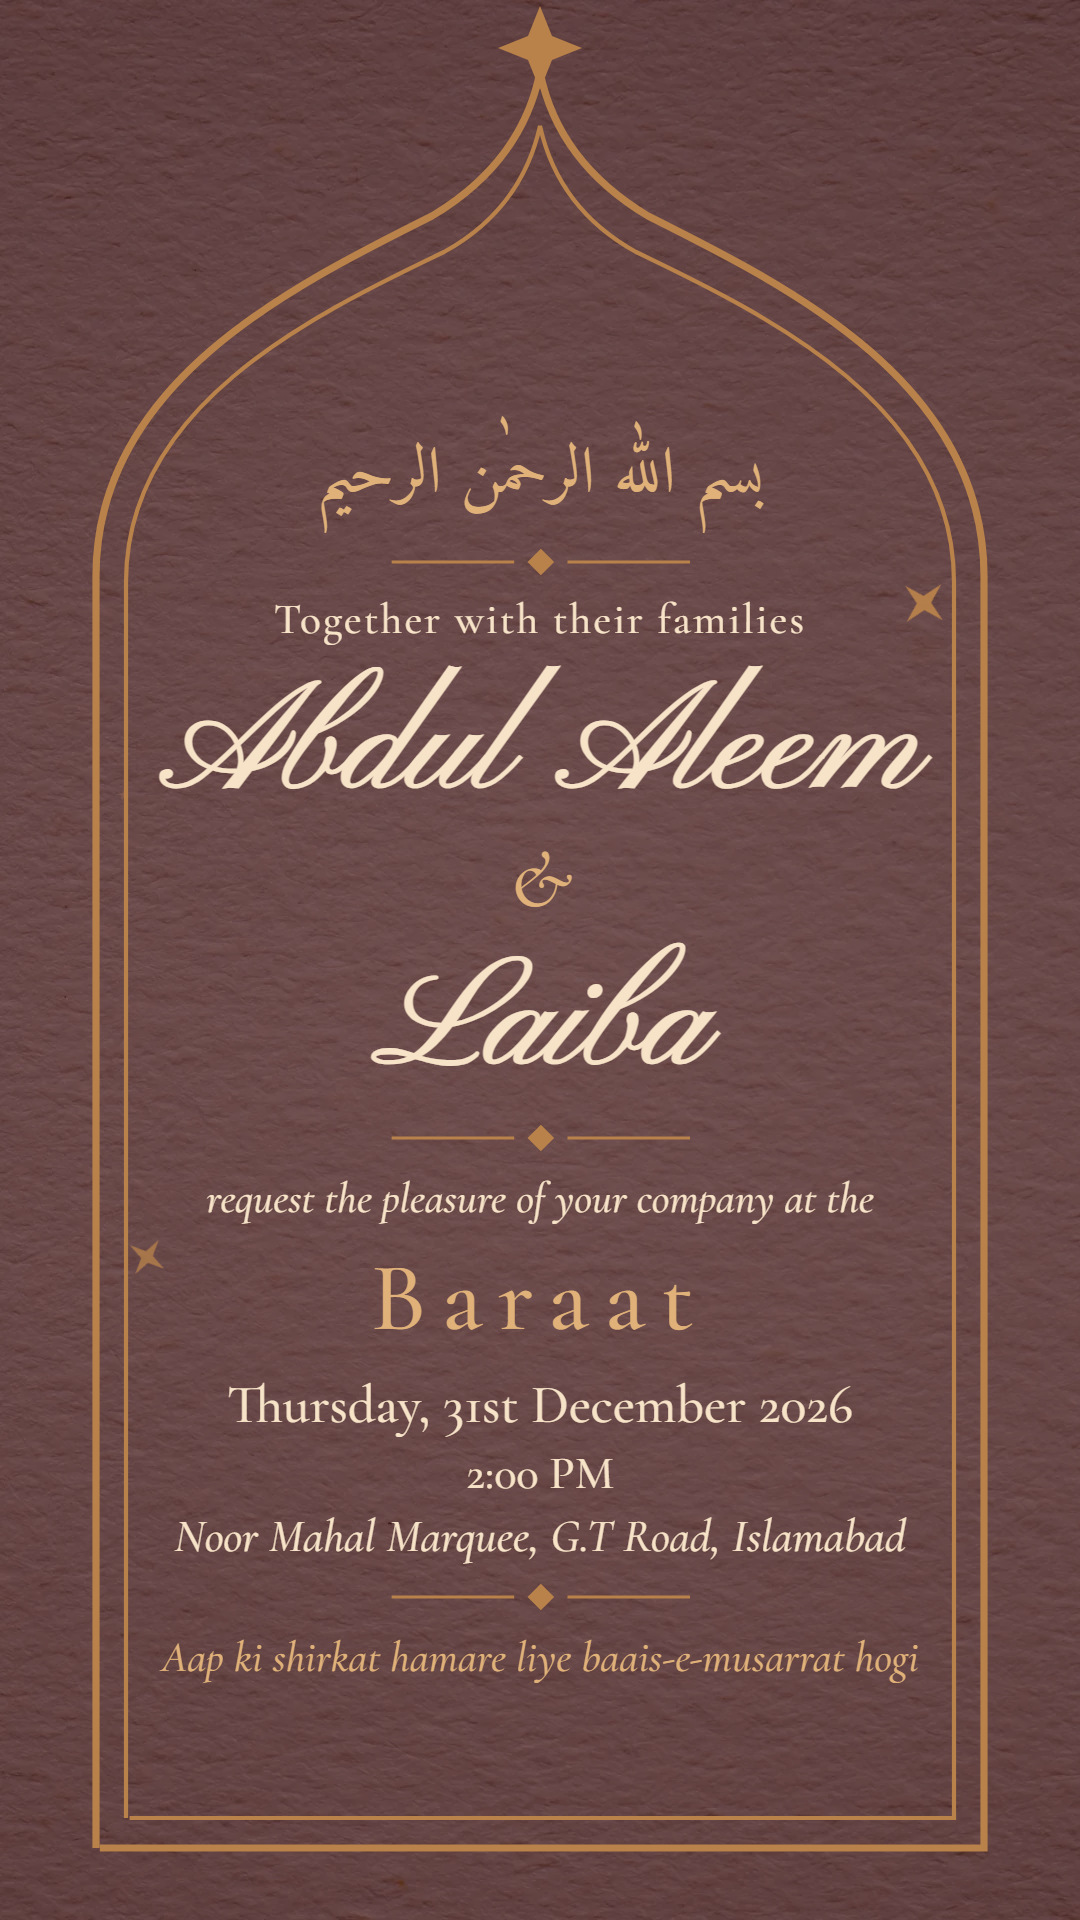 بسم الله الرحمٰن الرحيم
Together with their families
Abdul Aleem
&
Laiba
request the pleasure of your company at the
Baraat
Thursday, 31st December 2026
2:00 PM
Noor Mahal Marquee, G.T Road, Islamabad
Aap ki shirkat hamare liye baais-e-musarrat hogi